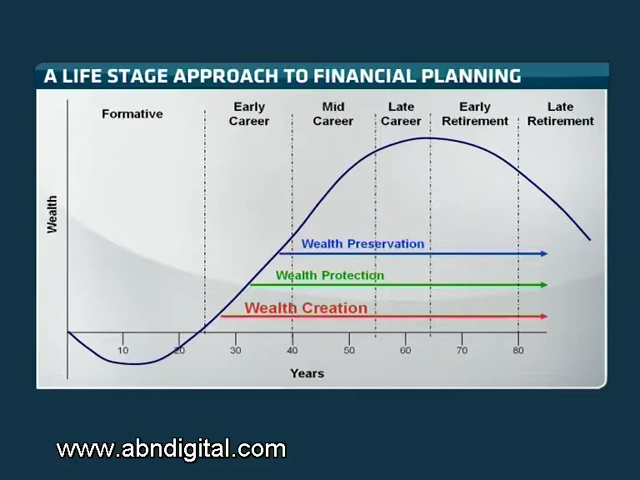 A LIFE STAGE APPROACH TO FINANCIAL PLANNING
Formative
Early
Career
Mid
Career
Late
Career
Early
Retirement
Late
Retirement
Wealth
Wealth Preservation
Wealth Protection
Wealth Creation
10 20 30 40 50 60 70 80
Years
www.abndigital.com